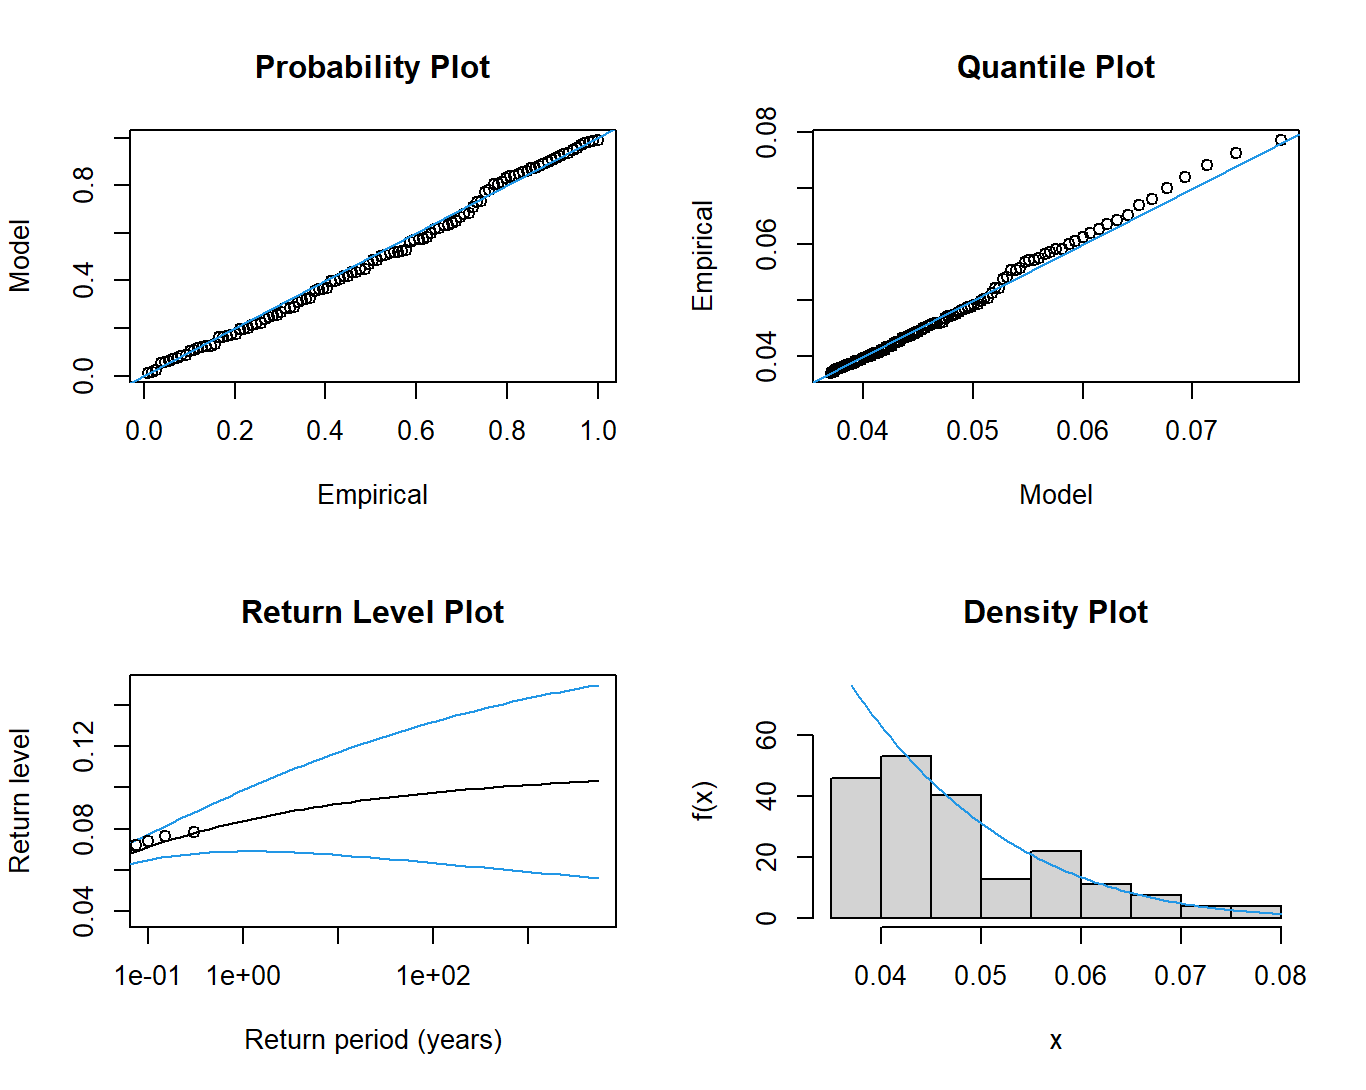 Probability Plot
Model
0.0 0.4 0.8
0.0 0.2 0.4 0.6 0.8 1.0
Empirical
Quantile Plot
Empirical
0.04 0.06 0.08
0.04 0.05 0.06 0.07
Model
Return Level Plot
Return level
0.04 0.08 0.12
1e-01 1e+00 1e+02
Return period (years)
Density Plot
f(x)
0 20 40 60
0.04 0.05 0.06 0.07 0.08
x